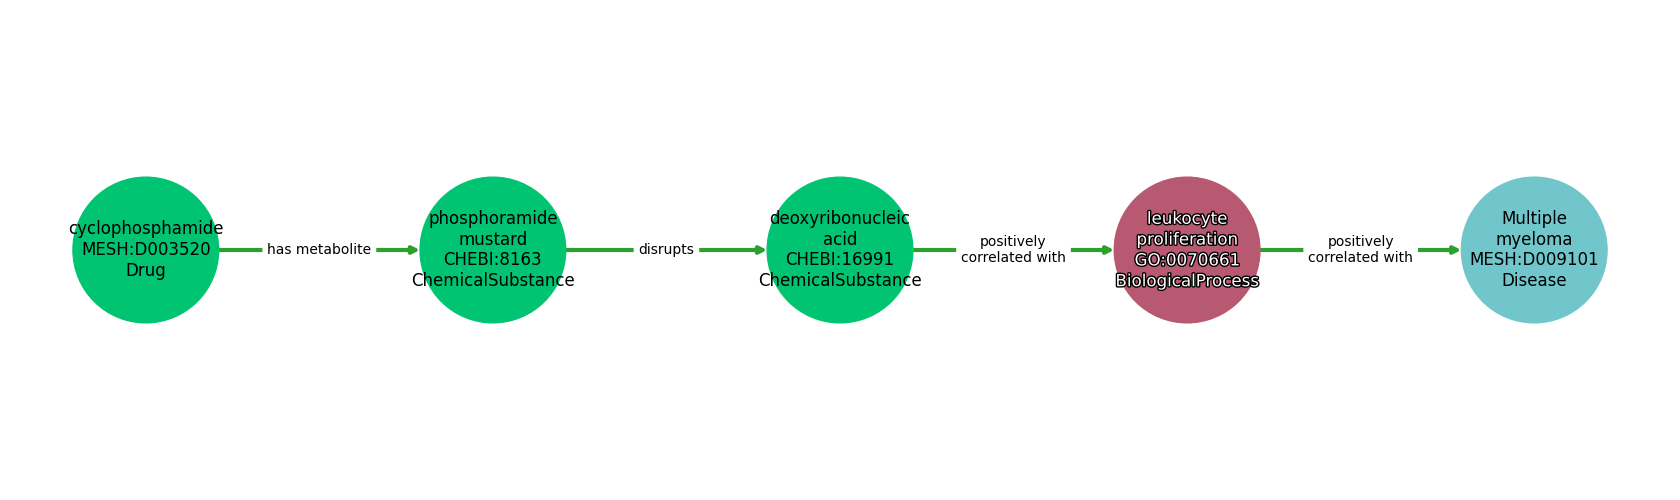 cyclophosphamide
MESH:D003520
Drug
has metabolite
phosphoramide
mustard
CHEBI:8163
ChemicalSubstance
disrupts
deoxyribonucleic
acid
CHEBI:16991
ChemicalSubstance
positively
correlated with
leukocyte
proliferation
GO:0070661
BiologicalProcess
positively
correlated with
Multiple
myeloma
MESH:D009101
Disease